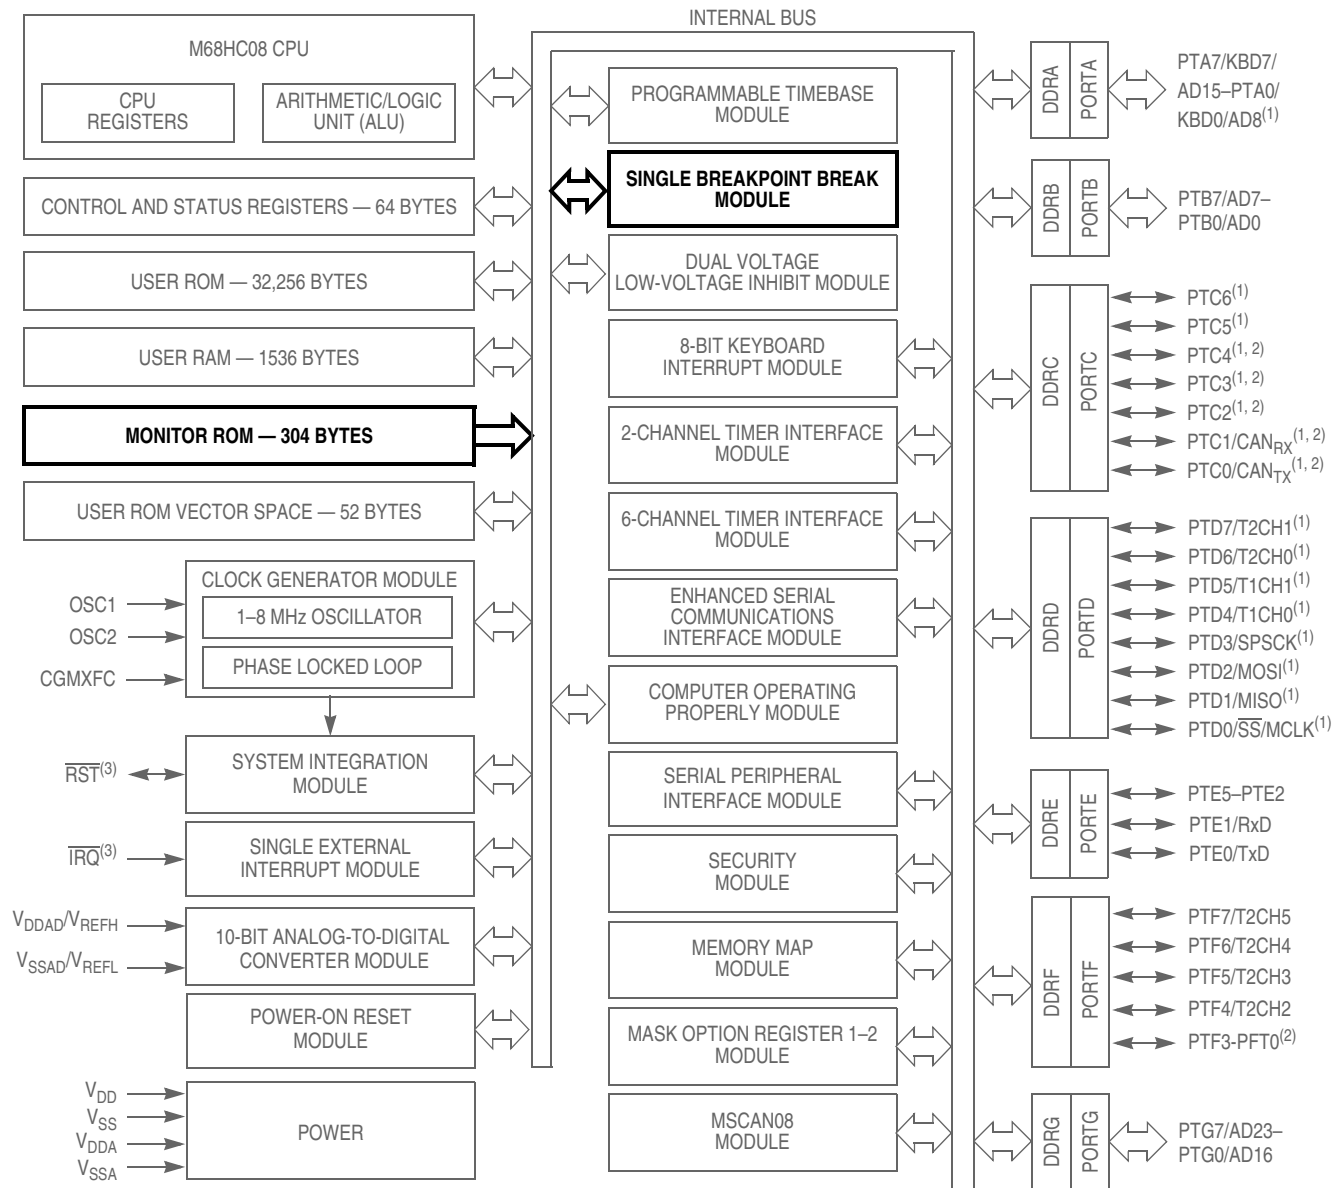 INTERNAL BUS
M68HC08 CPU
CPU
REGISTERS
ARITHMETIC/LOGIC
UNIT (ALU)
CONTROL AND STATUS REGISTERS — 64 BYTES
USER ROM — 32,256 BYTES
USER RAM — 1536 BYTES
MONITOR ROM — 304 BYTES
USER ROM VECTOR SPACE — 52 BYTES
OSC1
OSC2
CGMXFC
CLOCK GENERATOR MODULE
1–8 MHz OSCILLATOR
PHASE LOCKED LOOP
RST(3)
SYSTEM INTEGRATION
MODULE
IRQ(3)
SINGLE EXTERNAL
INTERRUPT MODULE
VDDAD/VREFH
VSSAD/VREFL
10-BIT ANALOG-TO-DIGITAL
CONVERTER MODULE
POWER-ON RESET
MODULE
VDD
VSS
VDDA
VSSA
POWER
PROGRAMMABLE TIMEBASE
MODULE
SINGLE BREAKPOINT BREAK
MODULE
DUAL VOLTAGE
LOW-VOLTAGE INHIBIT MODULE
8-BIT KEYBOARD
INTERRUPT MODULE
2-CHANNEL TIMER INTERFACE
MODULE
6-CHANNEL TIMER INTERFACE
MODULE
ENHANCED SERIAL
COMMUNICATIONS
INTERFACE MODULE
COMPUTER OPERATING
PROPERLY MODULE
SERIAL PERIPHERAL
INTERFACE MODULE
SECURITY
MODULE
MEMORY MAP
MODULE
MASK OPTION REGISTER 1–2
MODULE
MSCAN08
MODULE
DDRA
PORTA
PTA7/KBD7/
AD15–PTA0/
KBD0/AD8(1)
DDRB
PORTB
PTB7/AD7–
PTB0/AD0
DDRC
PORTC
PTC6(1)
PTC5(1)
PTC4(1, 2)
PTC3(1, 2)
PTC2(1, 2)
PTC1/CANRX(1, 2)
PTC0/CANTX(1, 2)
DDRD
PORTD
PTD7/T2CH1(1)
PTD6/T2CH0(1)
PTD5/T1CH1(1)
PTD4/T1CH0(1)
PTD3/SPSCK(1)
PTD2/MOSI(1)
PTD1/MISO(1)
PTD0/SS/MCLK(1)
DDRE
PORTE
PTE5–PTE2
PTE1/RxD
PTE0/TxD
DDRF
PORTF
PTF7/T2CH5
PTF6/T2CH4
PTF5/T2CH3
PTF4/T2CH2
PTF3-PFT0(2)
DDRG
PORTG
PTG7/AD23–
PTG0/AD16